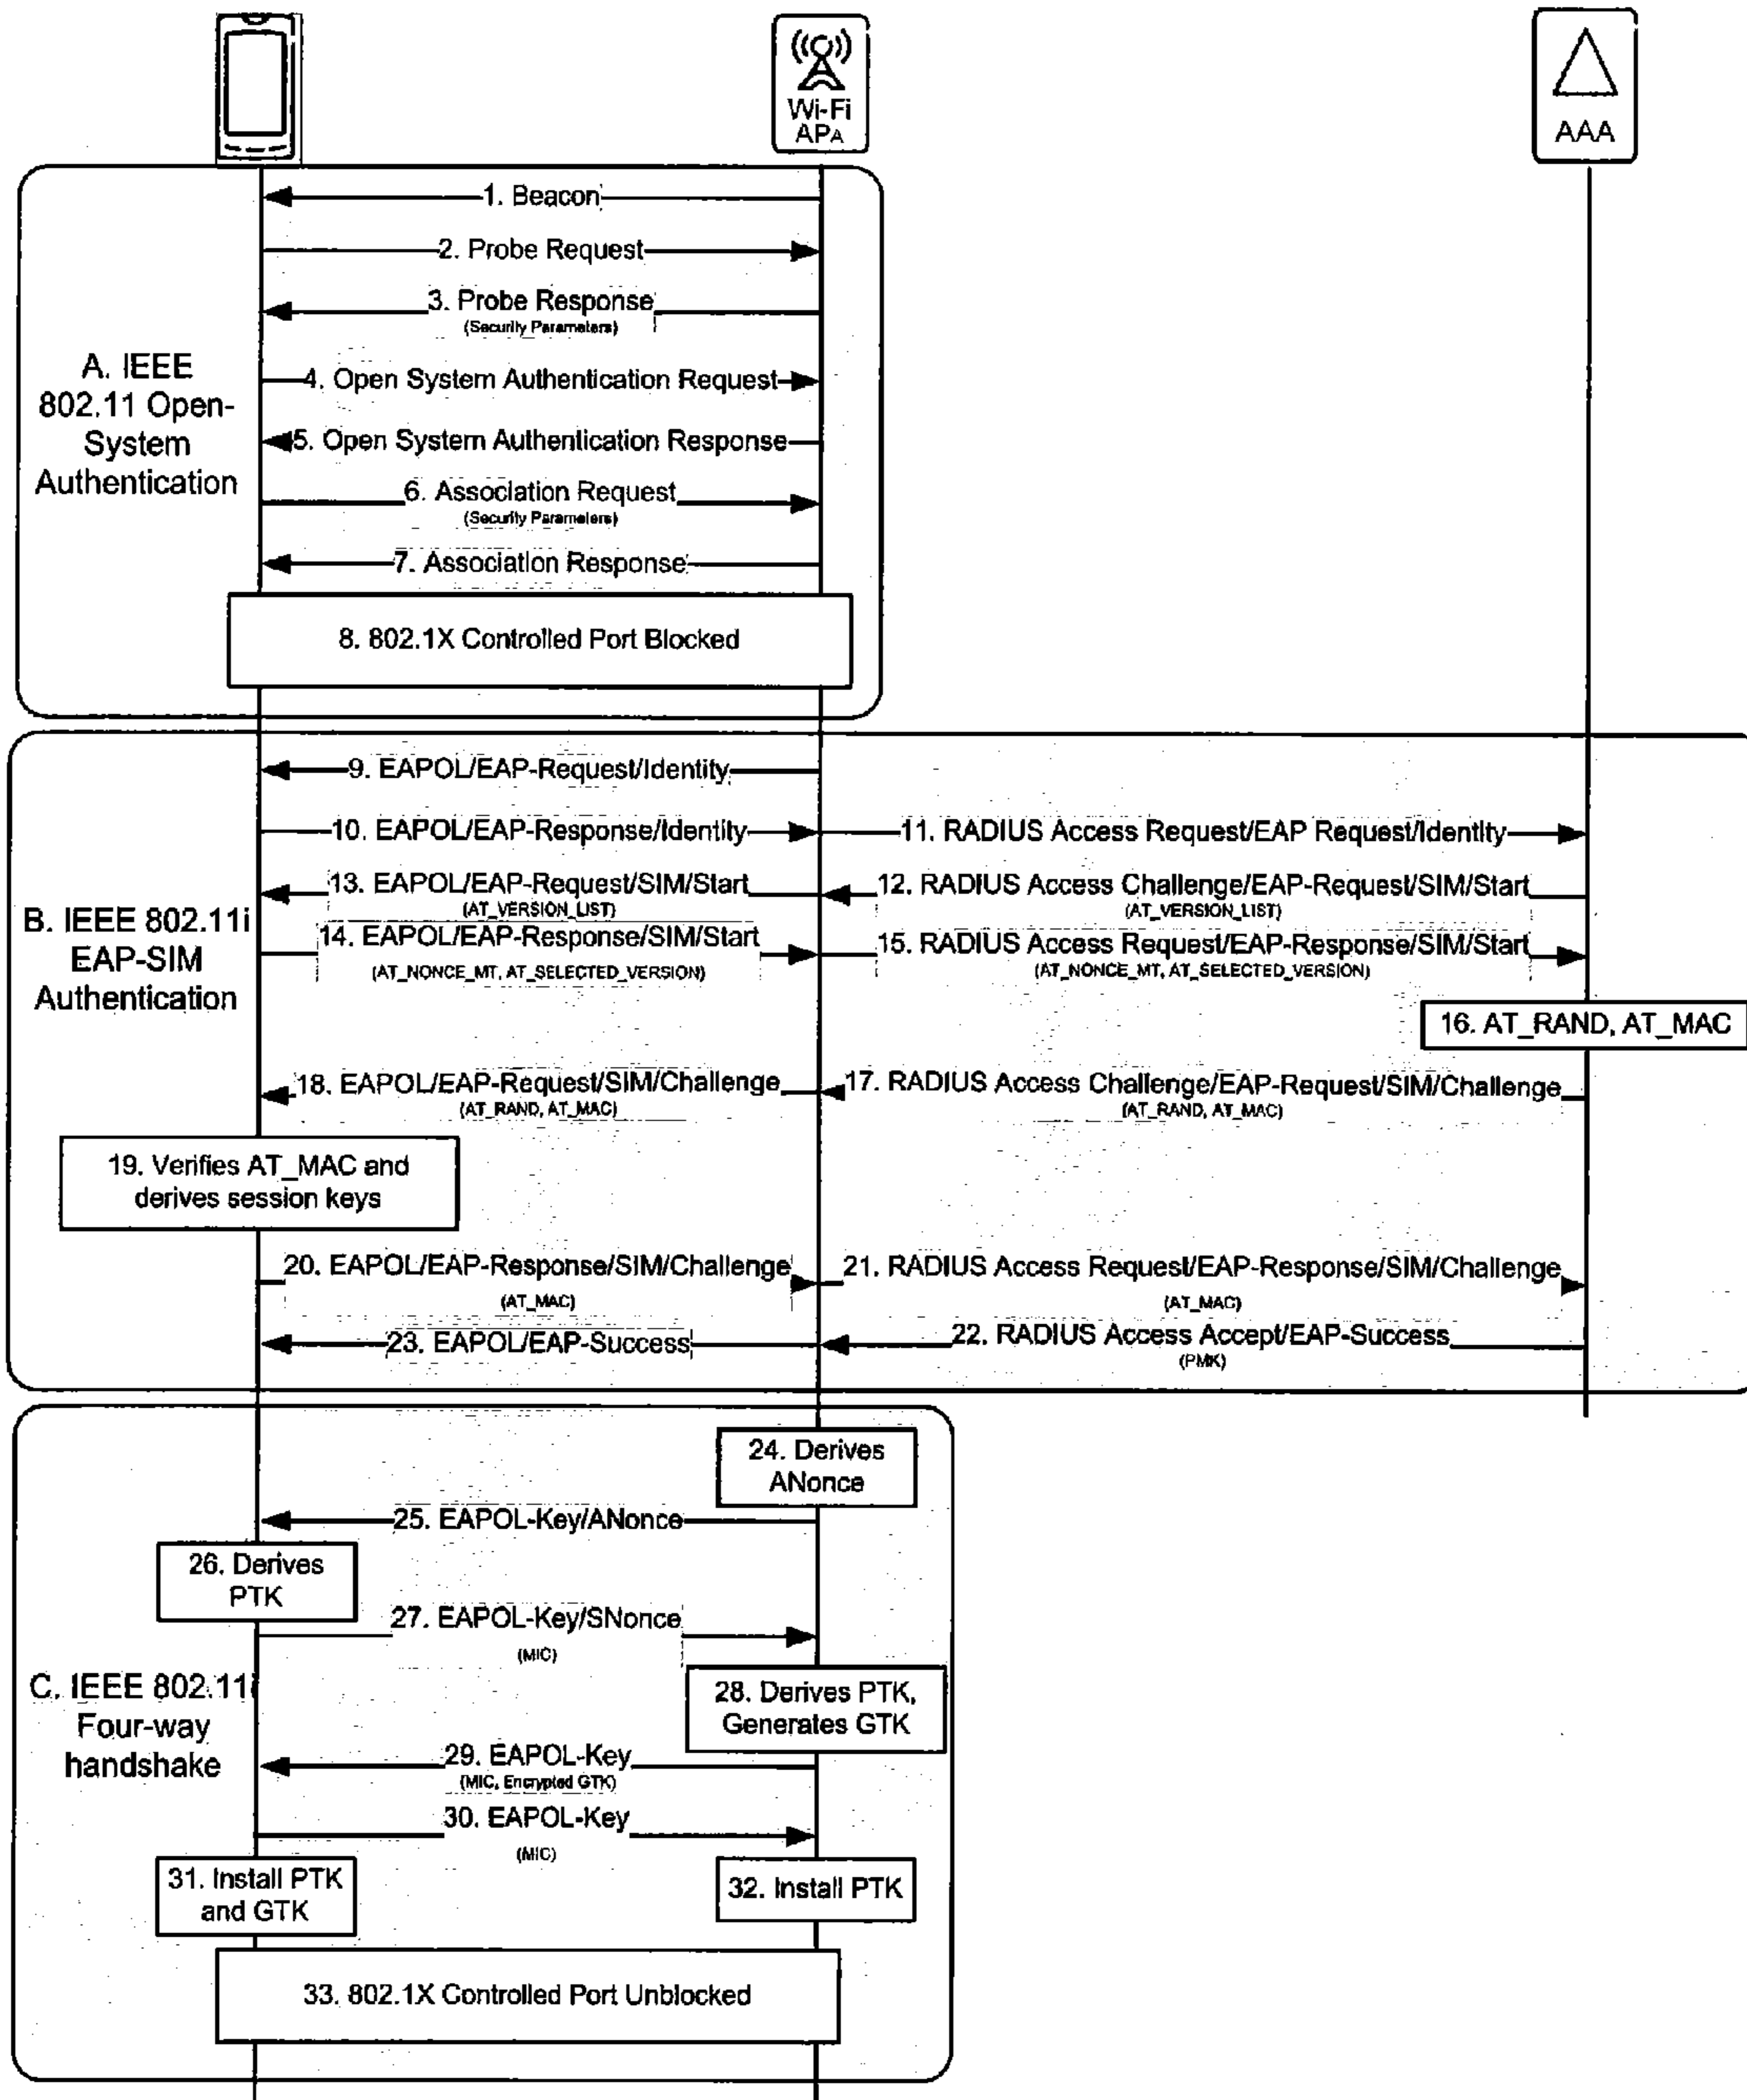 Wi-Fi
APA
AAA
1. Beacon
2. Probe Request
3. Probe Response
(Security Parameters)
A. IEEE
802.11 Open-
System
Authentication
4. Open System Authentication Request
5. Open System Authentication Response
6. Association Request
(Security Parameters)
7. Association Response
8. 802.1X Controlled Port Blocked
9. EAPOL/EAP-Request/Identity
10. EAPOL/EAP-Response/Identity
11. RADIUS Access Request/EAP Request/Identity
13. EAPOL/EAP-Request/SIM/Start
(AT_VERSION_LIST)
12. RADIUS Access Challenge/EAP-Request/SIM/Start
(AT_VERSION_LIST)
B. IEEE 802.11i
EAP-SIM
Authentication
14. EAPOL/EAP-Response/SIM/Start
(AT_NONCE_MT, AT_SELECTED_VERSION)
15. RADIUS Access Request/EAP-Response/SIM/Start
(AT_NONCE_MT, AT_SELECTED_VERSION)
16. AT_RAND, AT_MAC
18. EAPOL/EAP-Request/SIM/Challenge
(AT_RAND, AT_MAC)
17. RADIUS Access Challenge/EAP-Request/SIM/Challenge
(AT_RAND, AT_MAC)
19. Verifies AT_MAC and
derives session keys
20. EAPOL/EAP-Response/SIM/Challenge
(AT_MAC)
21. RADIUS Access Request/EAP-Response/SIM/Challenge
(AT_MAC)
23. EAPOL/EAP-Success
22. RADIUS Access Accept/EAP-Success
(PMK)
24. Derives
ANonce
25. EAPOL-Key/ANonce
26. Derives
PTK
27. EAPOL-Key/SNonce
(MIC)
C. IEEE 802.11i
Four-way
handshake
28. Derives PTK,
Generates GTK
29. EAPOL-Key
(MIC, Encrypted GTK)
30. EAPOL-Key
(MIC)
31. Install PTK
and GTK
32. Install PTK
33. 802.1X Controlled Port Unblocked